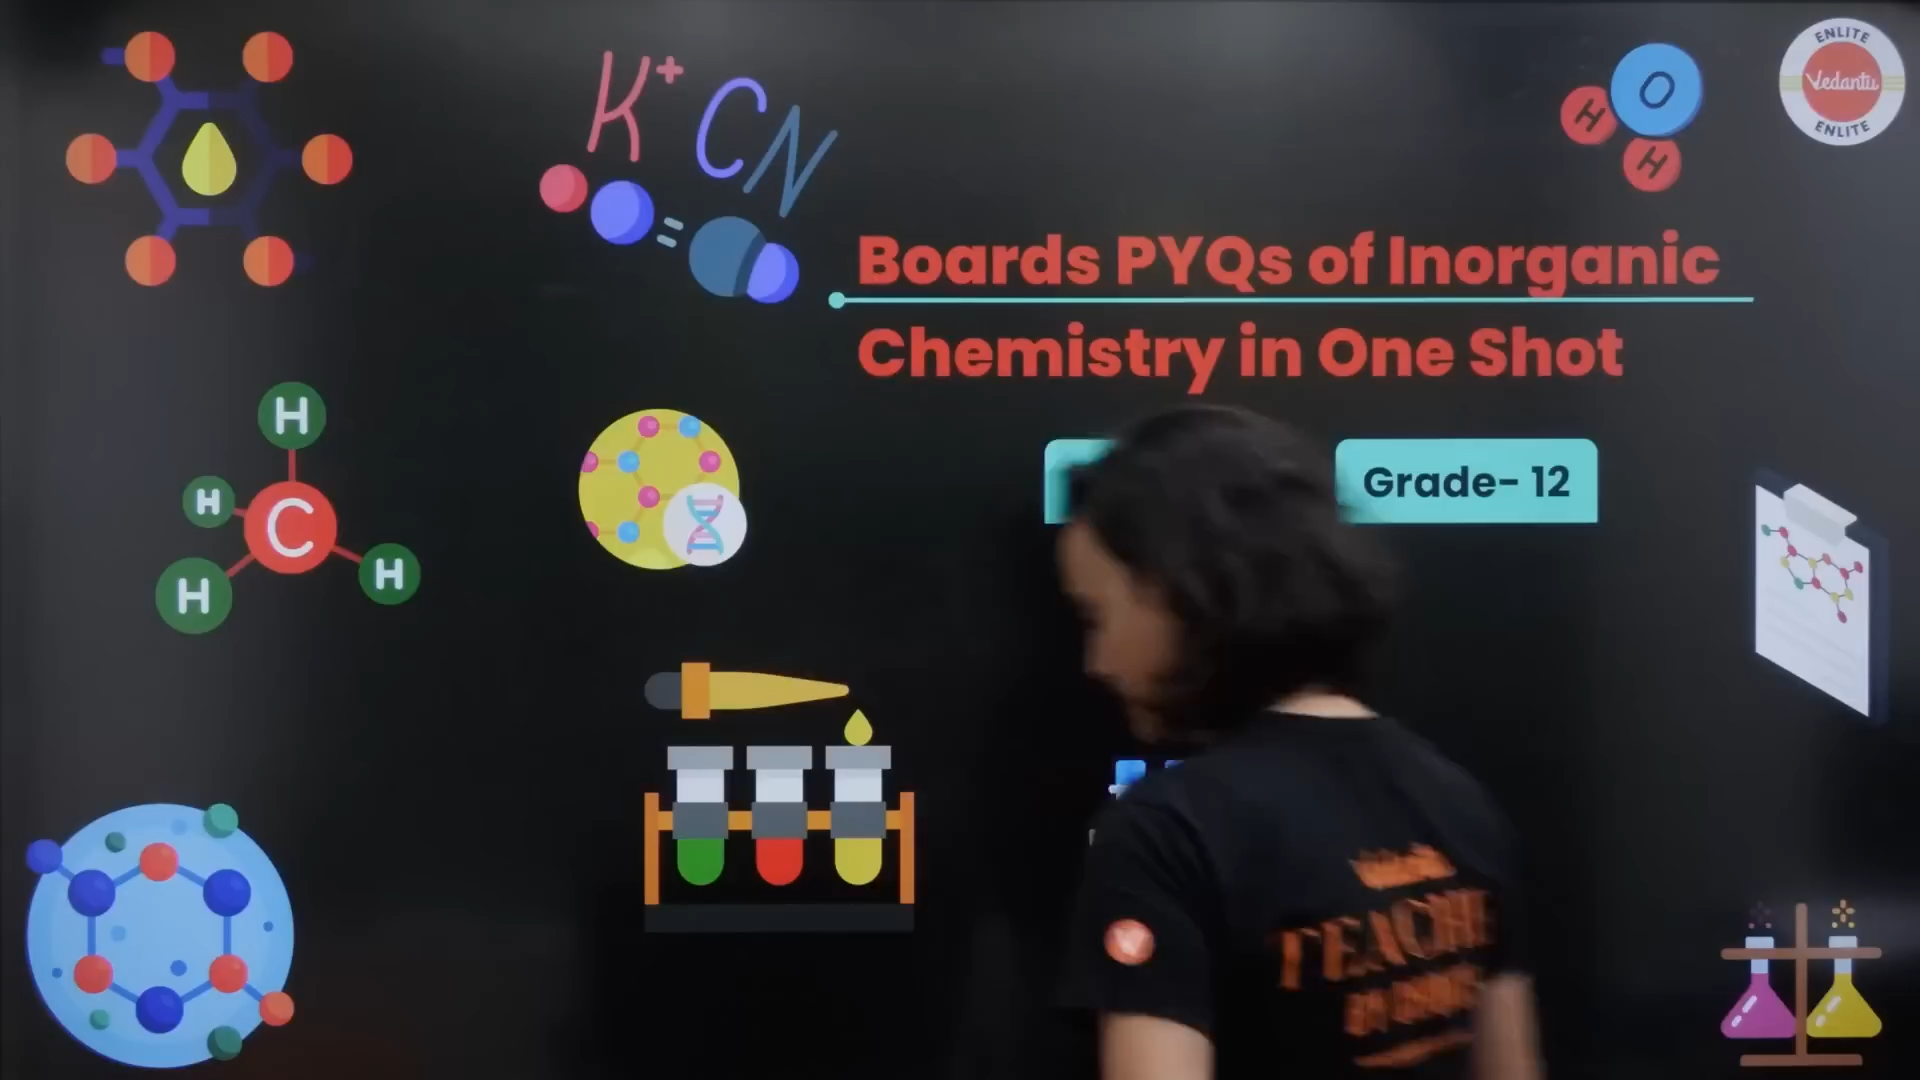 K+ CN
O
H
H
ENLITE
Vedantu
ENLITE
Boards PYQs of Inorganic
Chemistry in One Shot
Grade- 12
H
H
C
H
H